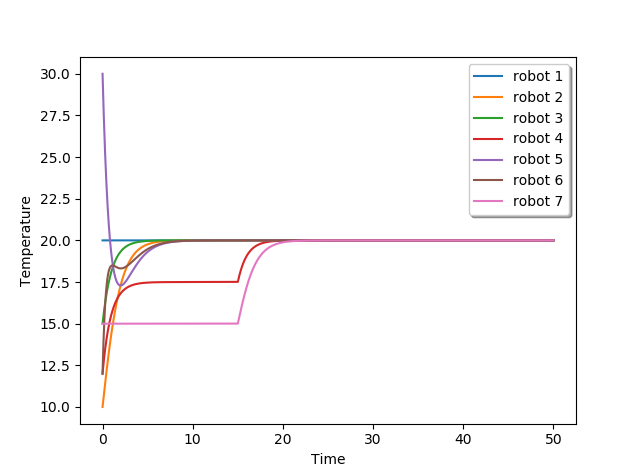 30.0
27.5
25.0
22.5
20.0
17.5
15.0
12.5
10.0
Temperature
0
10
20
30
40
50
Time
robot 1
robot 2
robot 3
robot 4
robot 5
robot 6
robot 7